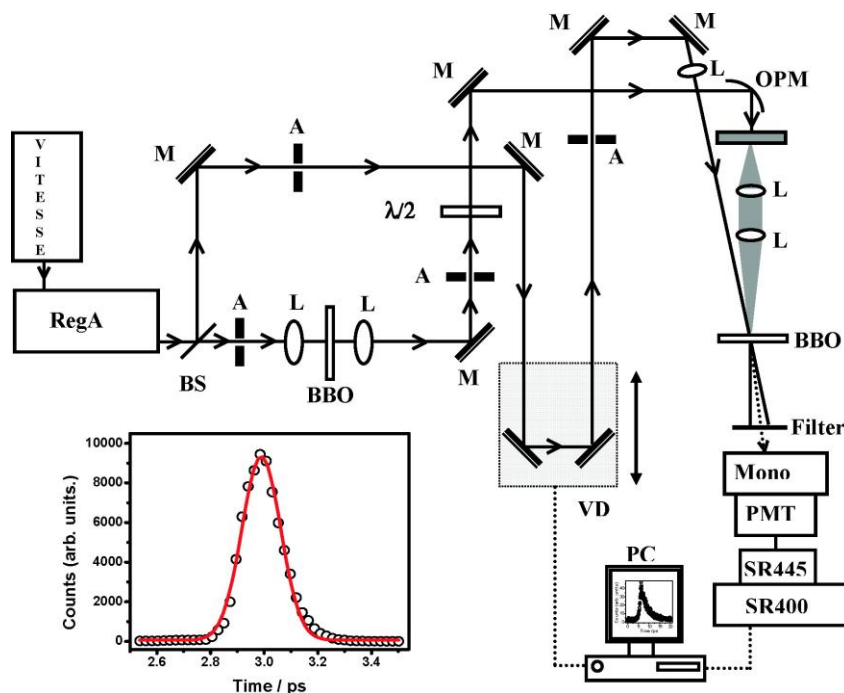 M
M
L
OPM
M
VITESSE
A
M
M
A
λ/2
L
L
A
RegA
A
L
L
BS
BBO
M
BBO
Filter
VD
Mono
PMT
SR445
SR400
PC
Counts (arb. units.)
10000
8000
6000
4000
2000
0
2.6
2.8
3.0
3.2
3.4
Time / ps